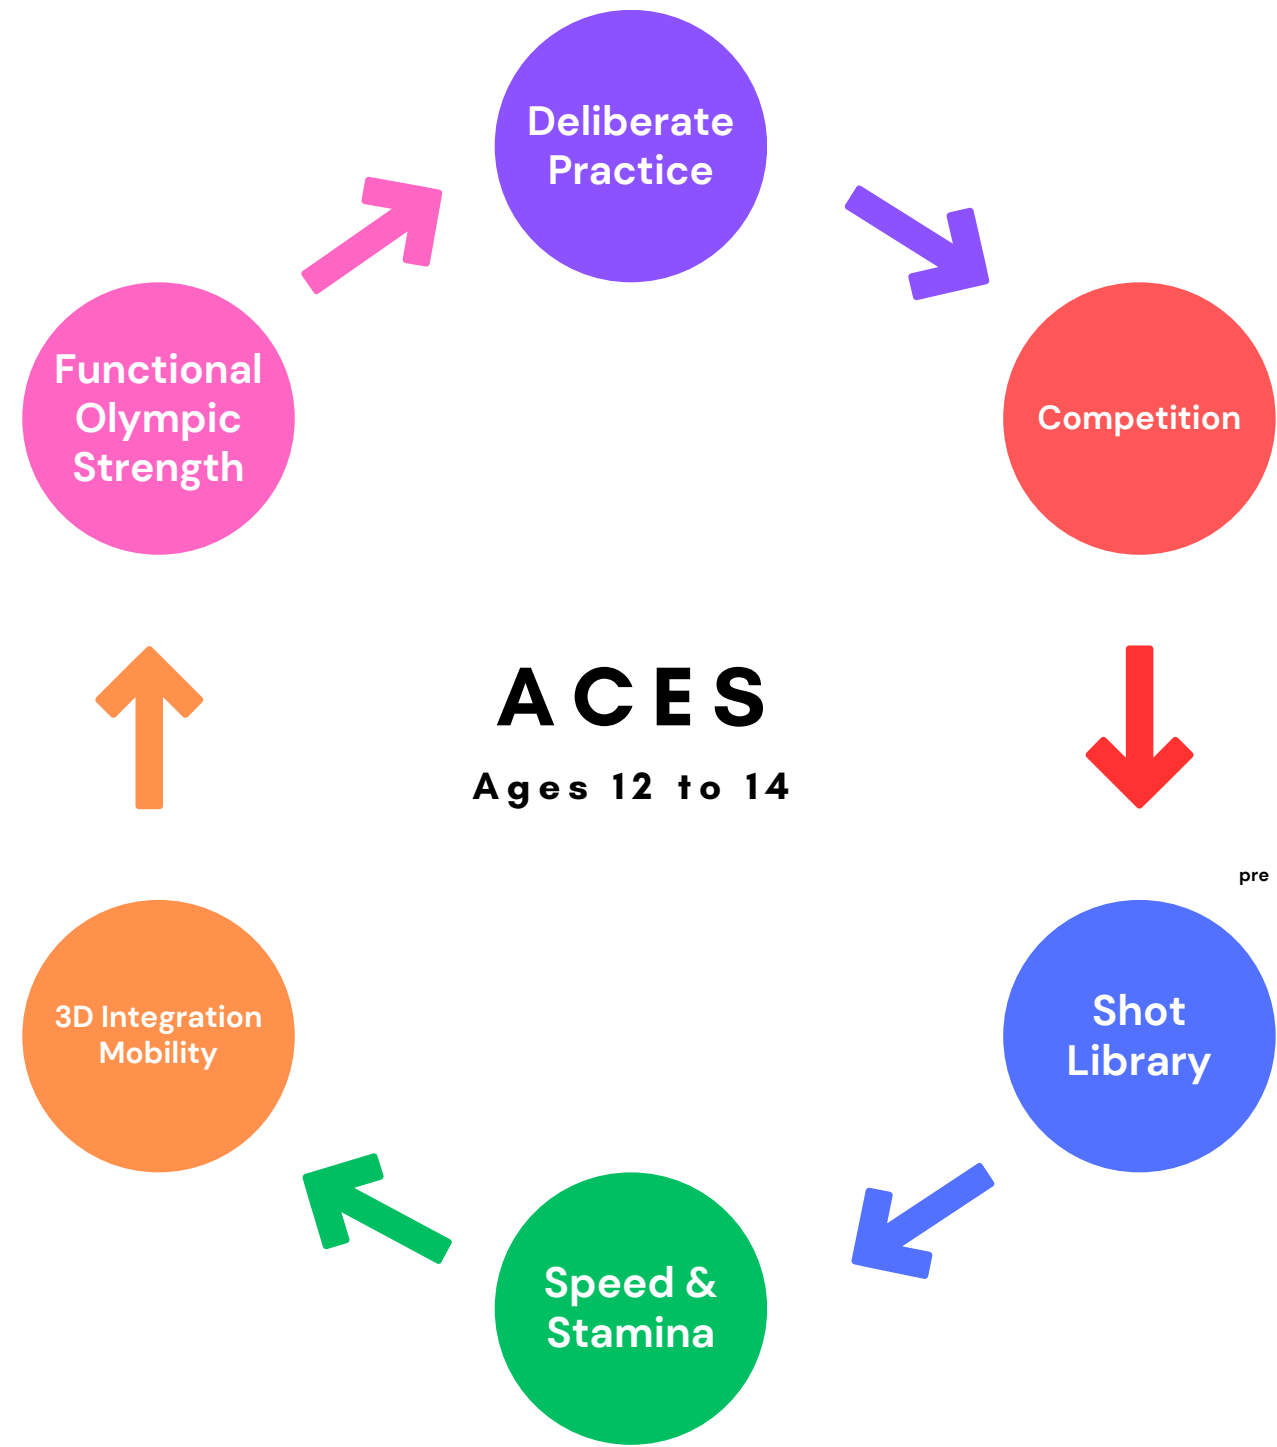 Deliberate
Practice
Functional
Olympic
Strength
Competition
ACES
Ages 12 to 14
pre
3D Integration
Mobility
Shot
Library
Speed &
Stamina